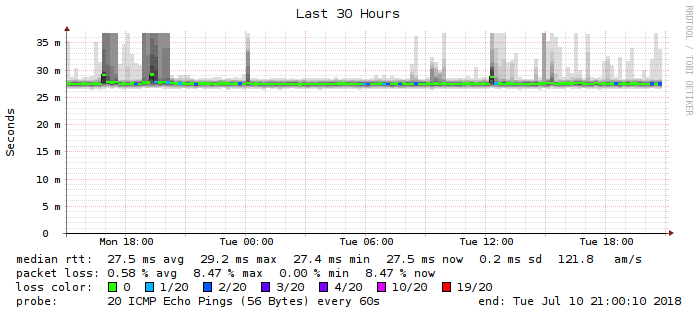 Last 30 Hours
RRDTOOL / TOBI OETIKER
Seconds
35 m
30 m
25 m
20 m
15 m
10 m
5 m
0
Mon 18:00 Tue 00:00 Tue 06:00 Tue 12:00 Tue 18:00
median rtt: 27.5 ms avg 29.2 ms max 27.4 ms min 27.5 ms now 0.2 ms sd 121.8 am/s
packet loss: 0.58 % avg 8.47 % max 0.00 % min 8.47 % now
loss color: 0 1/20 2/20 3/20 4/20 10/20 19/20
probe: 20 ICMP Echo Pings (56 Bytes) every 60s end: Tue Jul 10 21:00:10 2018